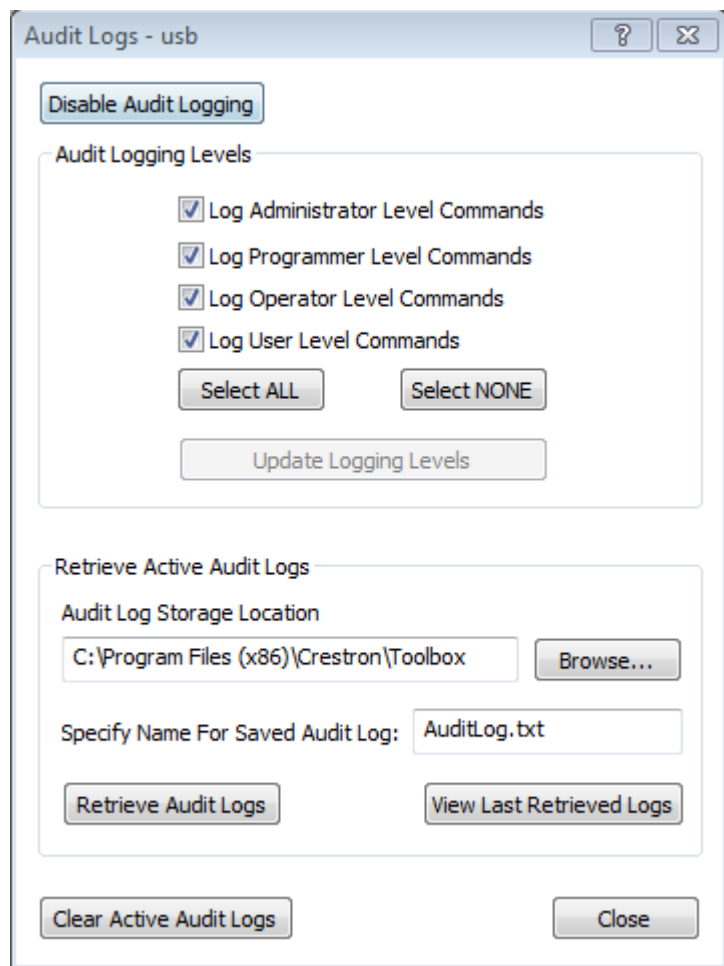 Audit Logs - usb
Disable Audit Logging
Audit Logging Levels
Log Administrator Level Commands
Log Programmer Level Commands
Log Operator Level Commands
Log User Level Commands
Select ALL Select NONE
Update Logging Levels
Retrieve Active Audit Logs
Audit Log Storage Location
C:\Program Files (x86)\Crestron\Toolbox Browse...
Specify Name For Saved Audit Log: AuditLog.txt
Retrieve Audit Logs View Last Retrieved Logs
Clear Active Audit Logs Close